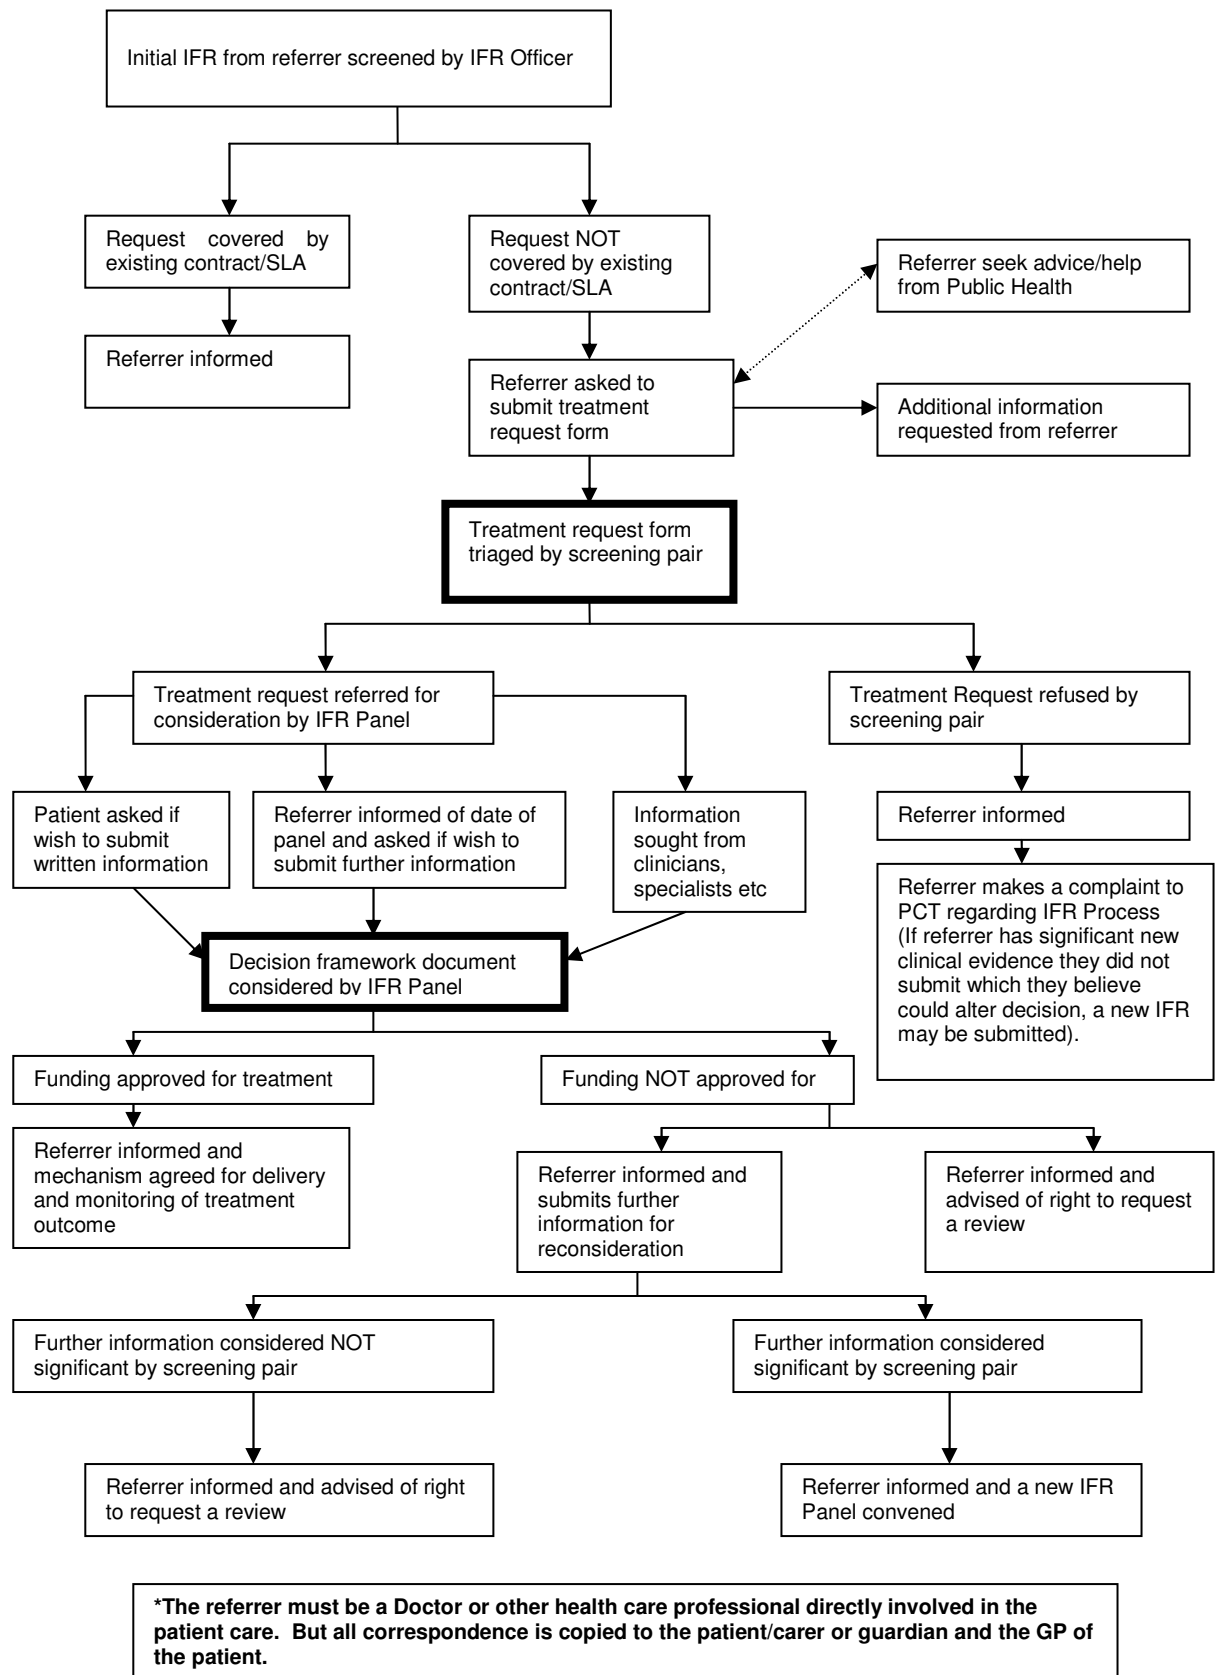 Initial IFR from referrer screened by IFR Officer
Request covered by
existing contract/SLA
Request NOT
covered by existing
contract/SLA
Referrer seek advice/help
from Public Health
Referrer informed
Referrer asked to
submit treatment
request form
Additional information
requested from referrer
Treatment request form
triaged by screening pair
Treatment request referred for
consideration by IFR Panel
Treatment Request refused by
screening pair
Patient asked if
wish to submit
written information
Referrer informed of date of
panel and asked if wish to
submit further information
Information
sought from
clinicians,
specialists etc
Referrer informed
Referrer makes a complaint to
PCT regarding IFR Process
(If referrer has significant new
clinical evidence they did not
submit which they believe
could alter decision, a new IFR
may be submitted).
Decision framework document
considered by IFR Panel
Funding approved for treatment
Funding NOT approved for
Referrer informed and
mechanism agreed for delivery
and monitoring of treatment
outcome
Referrer informed and
submits further
information for
reconsideration
Referrer informed and
advised of right to request
a review
Further information considered NOT
significant by screening pair
Further information considered
significant by screening pair
Referrer informed and advised of right
to request a review
Referrer informed and a new IFR
Panel convened
*The referrer must be a Doctor or other health care professional directly involved in the
patient care. But all correspondence is copied to the patient/carer or guardian and the GP of
the patient.